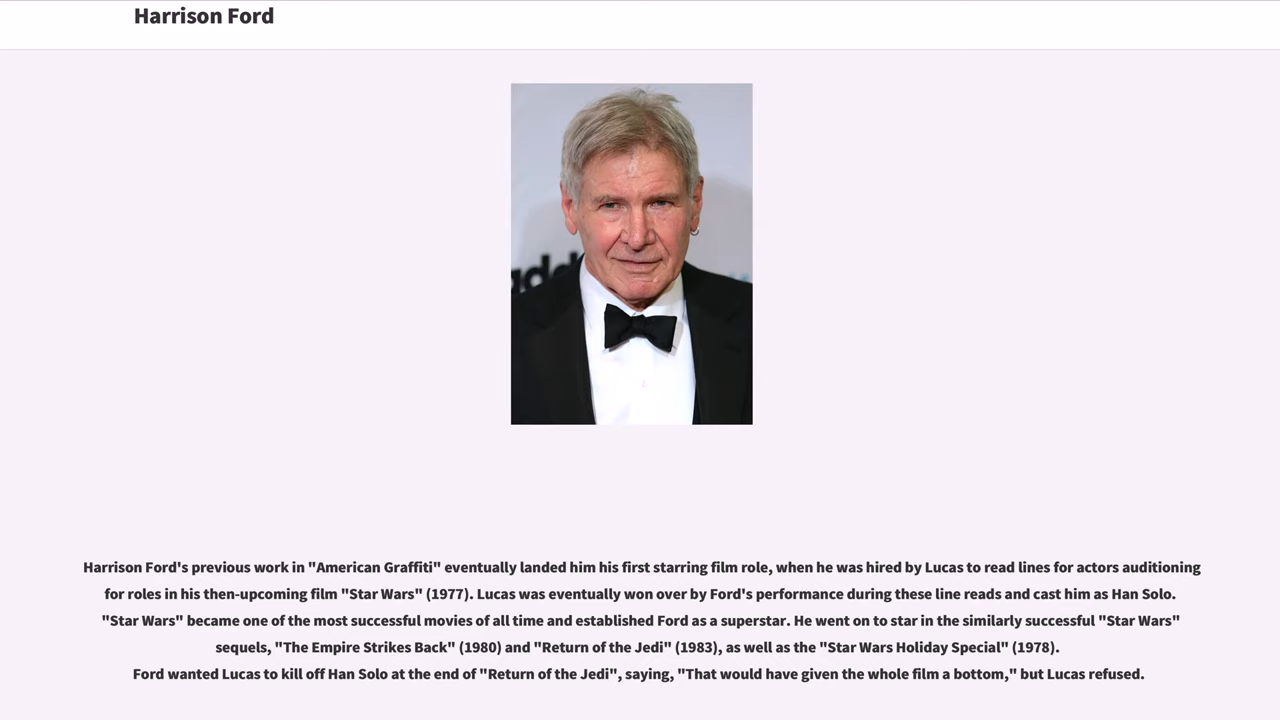 Harrison Ford
add
Harrison Ford's previous work in "American Graffiti" eventually landed him his first starring film role, when he was hired by Lucas to read lines for actors auditioning
for roles in his then-upcoming film "Star Wars" (1977). Lucas was eventually won over by Ford's performance during these line reads and cast him as Han Solo.
"Star Wars" became one of the most successful movies of all time and established Ford as a superstar. He went on to star in the similarly successful "Star Wars"
sequels, "The Empire Strikes Back" (1980) and "Return of the Jedi" (1983), as well as the "Star Wars Holiday Special" (1978).
Ford wanted Lucas to kill off Han Solo at the end of "Return of the Jedi", saying, "That would have given the whole film a bottom," but Lucas refused.